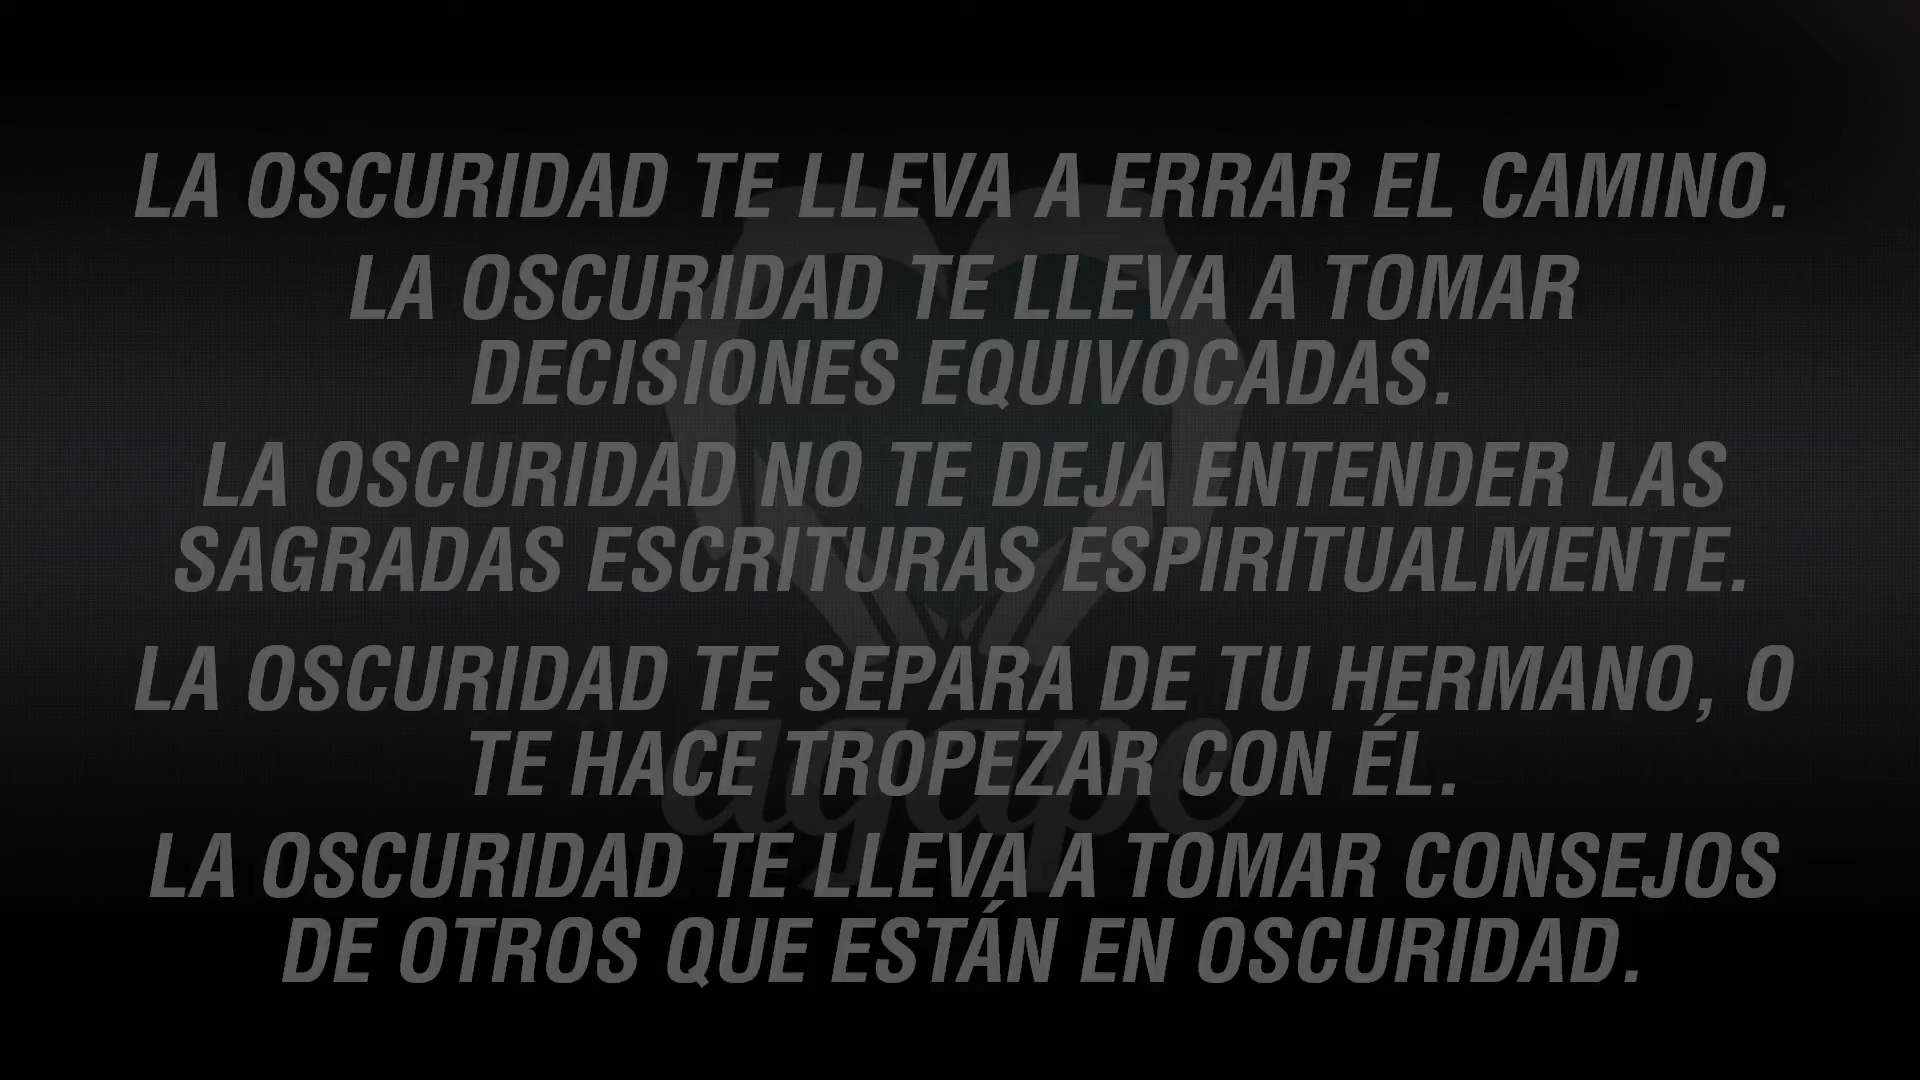 LA OSCURIDAD TE LLEVA A ERRAR EL CAMINO.
LA OSCURIDAD TE LLEVA A TOMAR
DECISIONES EQUIVOCADAS.
LA OSCURIDAD NO TE DEJA ENTENDER LAS
SAGRADAS ESCRITURAS ESPIRITUALMENTE.
LA OSCURIDAD TE SEPARA DE TU HERMANO, O
TE HACE TROPEZAR CON ÉL.
agape
LA OSCURIDAD TE LLEVA A TOMAR CONSEJOS
DE OTROS QUE ESTÁN EN OSCURIDAD.